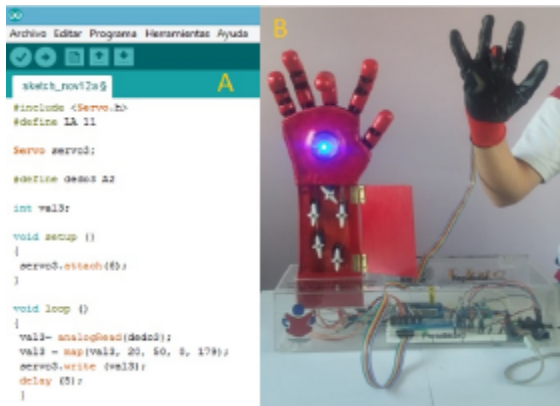 Archivo Editar Programa Herramientas Ayuda
A
sketch_nov12a §
#include <Servo.h>
#define LA 11
Servo servo3;
#define dedo3 A2
int val3;
void setup ()
{
servo3.attach(6);
}
void loop ()
{
val3= analogRead(dedo3);
val3 = map(val3, 20, 50, 0, 179);
servo3.write (val3);
delay (5);
}
B